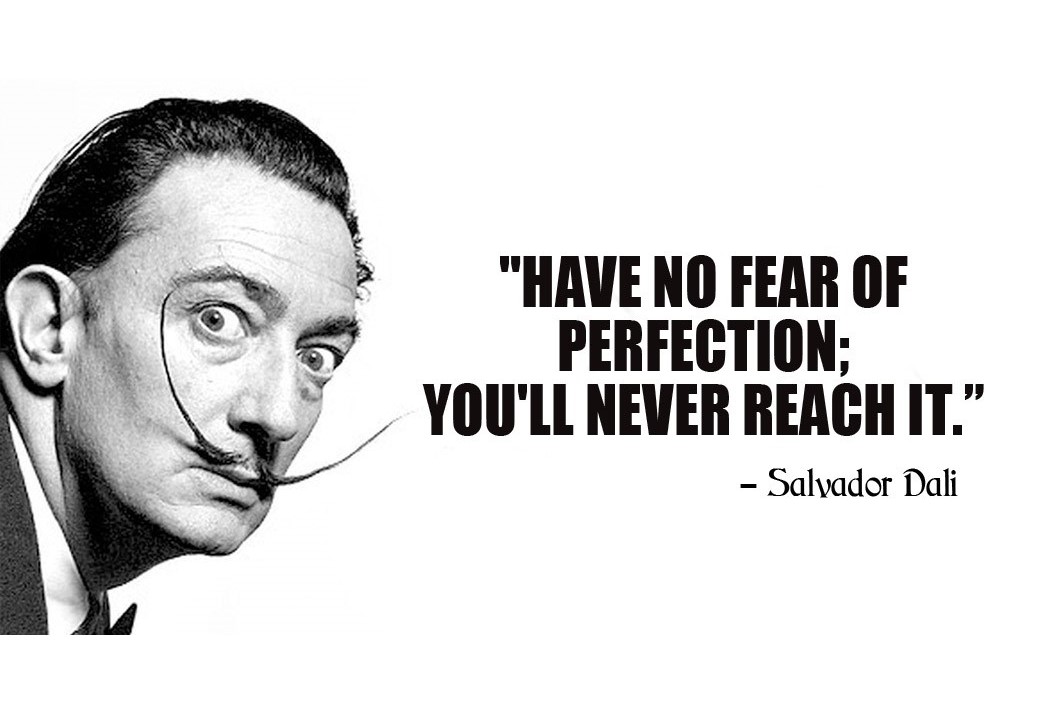 "HAVE NO FEAR OF
PERFECTION;
YOU'LL NEVER REACH IT.”
– Salvador Dali